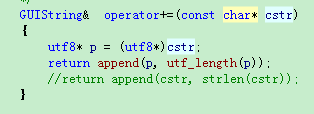 */
GUIString&  operator+=(const char* cstr)
{
    utf8* p = (utf8*)cstr;
    return append(p, utf_length(p));
    //return append(cstr, strlen(cstr));
}